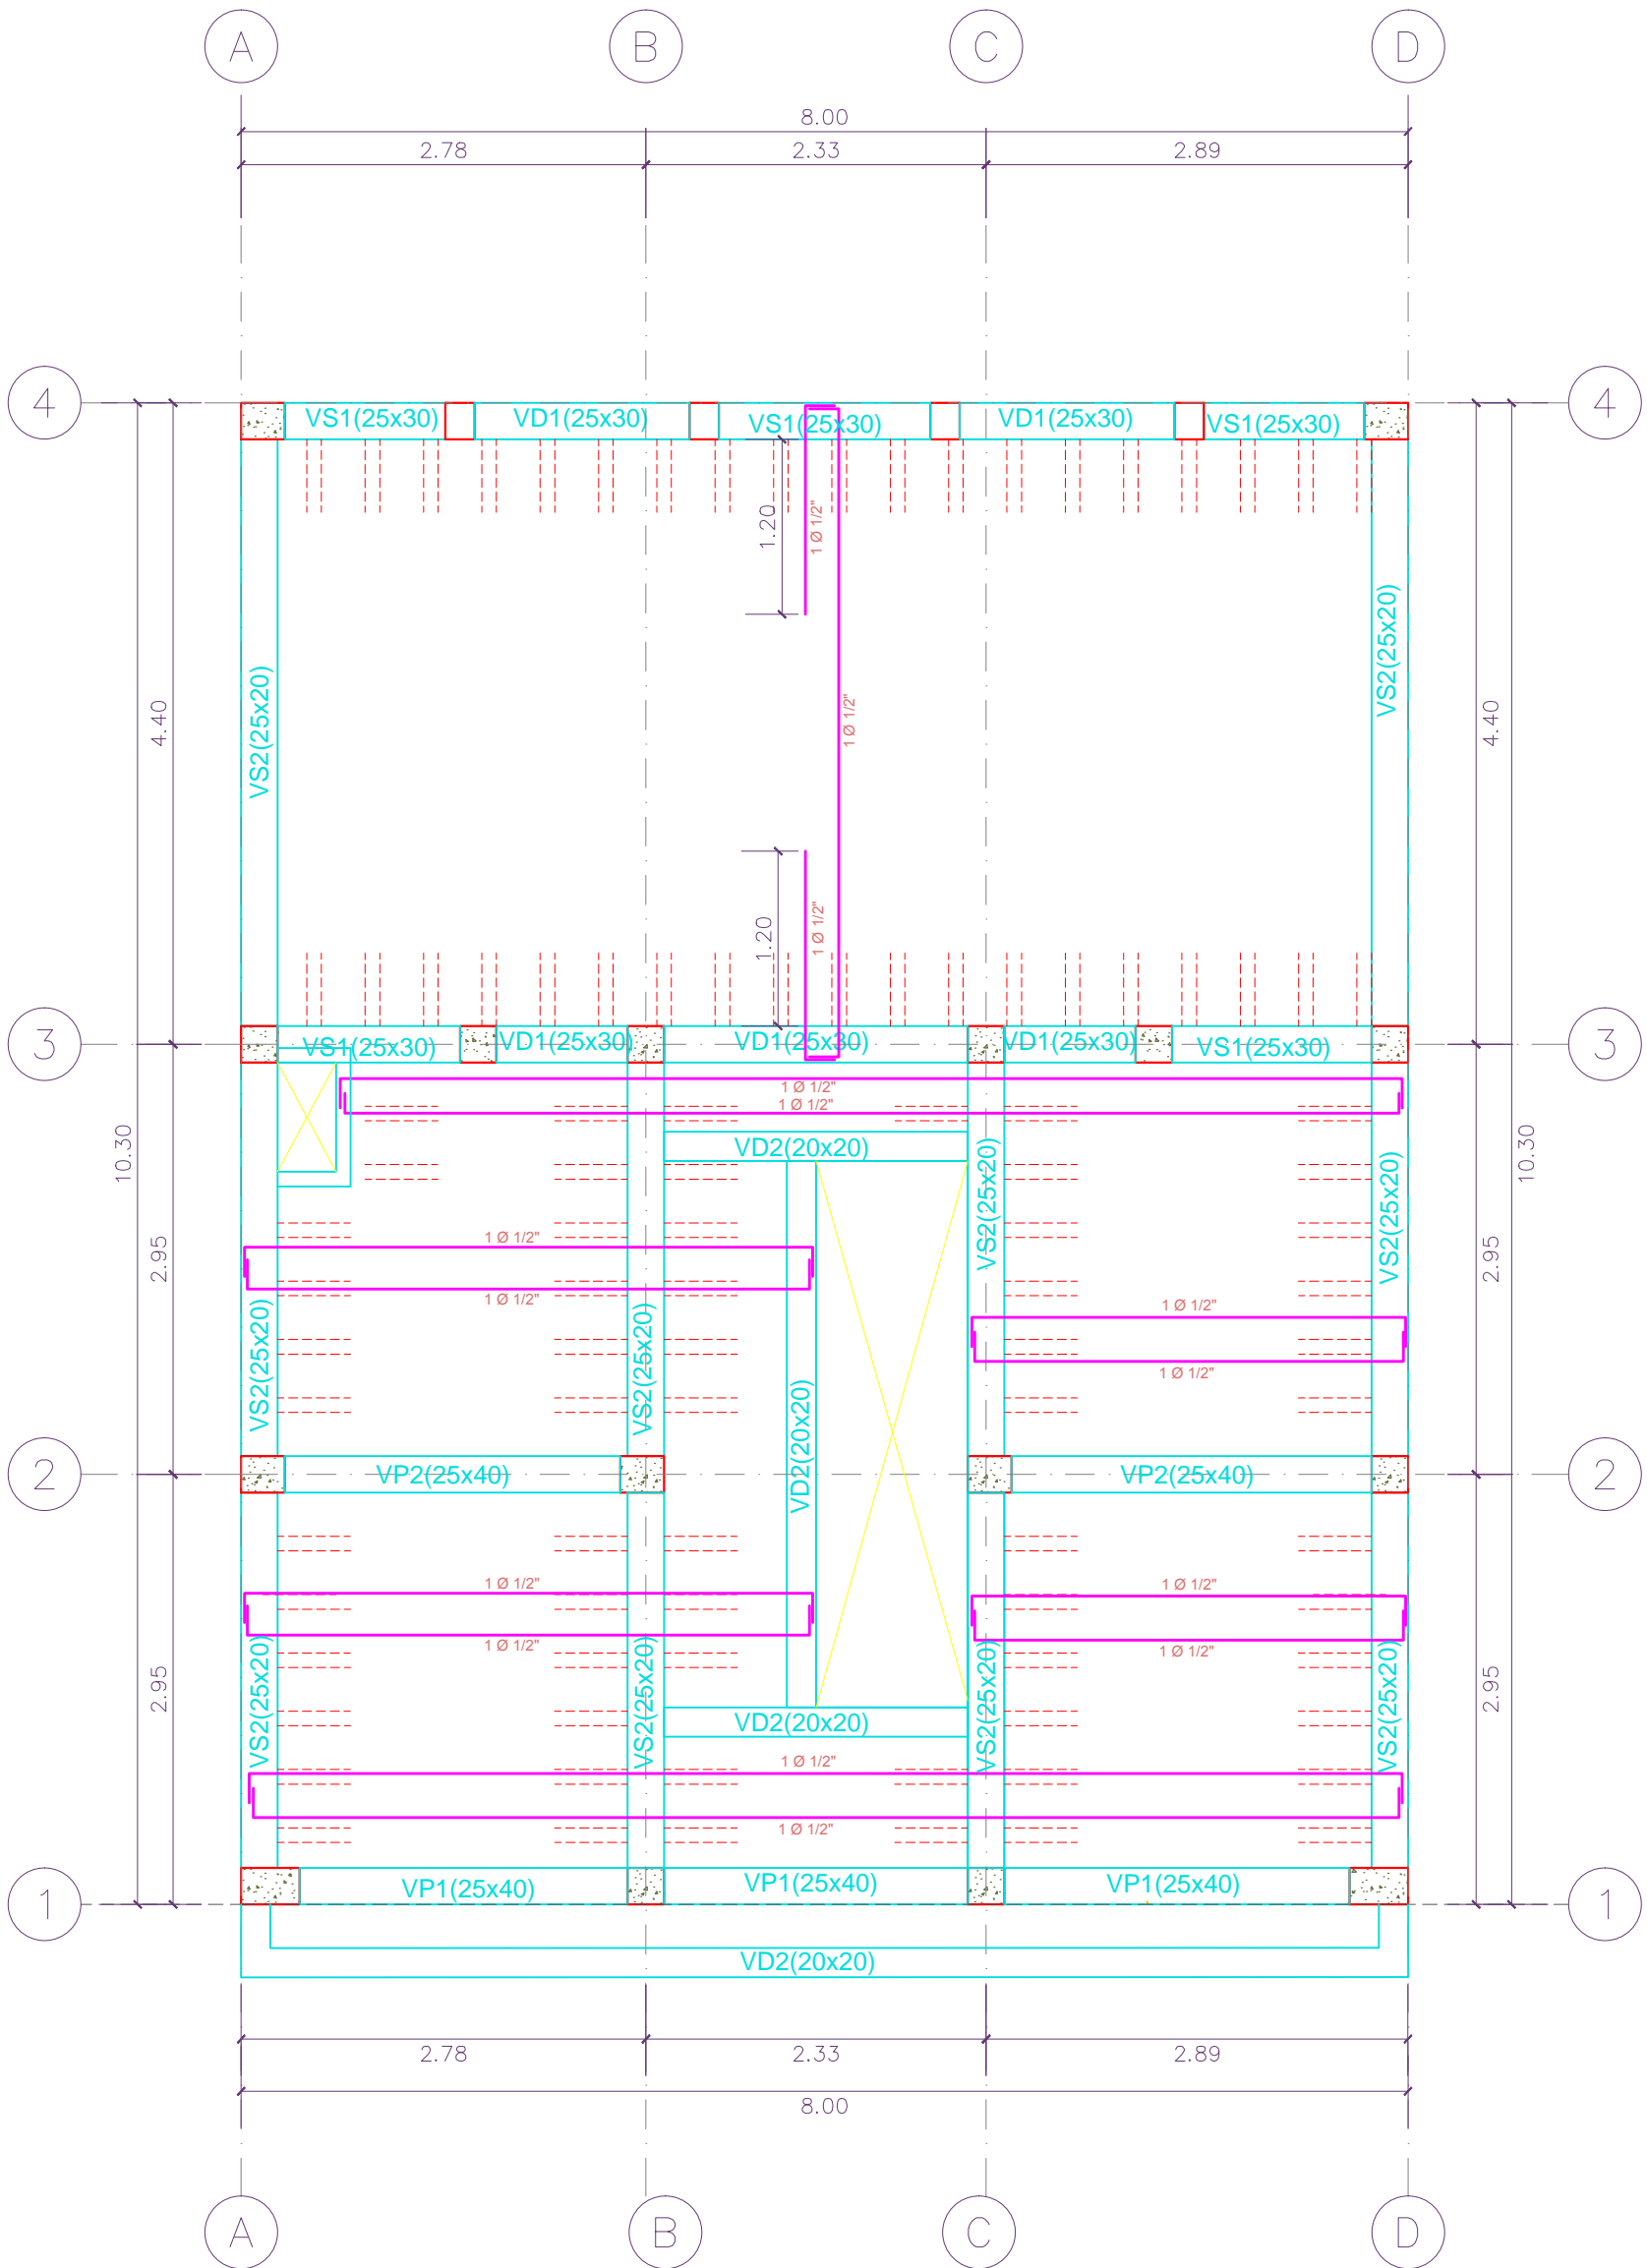 A B C D
8.00
2.78 2.33 2.89
4 4
VS1(25x30) VD1(25x30) VS1(25x30) VD1(25x30) VS1(25x30)
1.20
1 Ø 1/2"
VS2(25x20)
VS2(25x20)
1 Ø 1/2"
4.40
4.40
1.20
1 Ø 1/2"
3 3
VS1(25x30) VD1(25x30) VD1(25x30) VD1(25x30) VS1(25x30)
1 Ø 1/2"
1 Ø 1/2"
10.30
10.30
VD2(20x20)
VS2(25x20)
VS2(25x20)
2.95
2.95
1 Ø 1/2"
1 Ø 1/2"
1 Ø 1/2"
1 Ø 1/2"
VS2(25x20)
VS2(25x20)
VD2(20x20)
2 2
VP2(25x40) VP2(25x40)
1 Ø 1/2"
1 Ø 1/2"
1 Ø 1/2"
1 Ø 1/2"
2.95
2.95
VS2(25x20)
VS2(25x20)
VS2(25x20)
VS2(25x20)
VD2(20x20)
1 Ø 1/2"
1 Ø 1/2"
1 1
VP1(25x40) VP1(25x40) VP1(25x40)
VD2(20x20)
2.78 2.33 2.89
8.00
A B C D